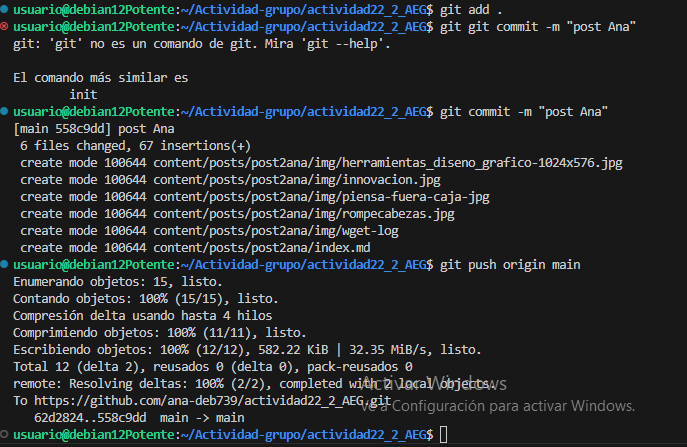 usuario@debian12Potente:~/Actividad-grupo/actividad22_2_AEG$ git add .
usuario@debian12Potente:~/Actividad-grupo/actividad22_2_AEG$ git git commit -m "post Ana"
git: 'git' no es un comando de git. Mira 'git --help'.
El comando más similar es
init
usuario@debian12Potente:~/Actividad-grupo/actividad22_2_AEG$ git commit -m "post Ana"
[main 558c9dd] post Ana
6 files changed, 67 insertions(+)
create mode 100644 content/posts/post2ana/img/herramientas_diseno_grafico-1024x576.jpg
create mode 100644 content/posts/post2ana/img/innovacion.jpg
create mode 100644 content/posts/post2ana/img/piensa-fuera-caja-jpg
create mode 100644 content/posts/post2ana/img/rompecabezas.jpg
create mode 100644 content/posts/post2ana/img/wget-log
create mode 100644 content/posts/post2ana/index.md
usuario@debian12Potente:~/Actividad-grupo/actividad22_2_AEG$ git push origin main
Enumerando objetos: 15, listo.
Contando objetos: 100% (15/15), listo.
Compresión delta usando hasta 4 hilos
Comprimiendo objetos: 100% (11/11), listo.
Escribiendo objetos: 100% (12/12), 582.22 KiB | 32.35 MiB/s, listo.
Total 12 (delta 2), reusados 0 (delta 0), pack-reusados 0
remote: Resolving deltas: 100% (2/2), completed with 2 local objects.
Activar Windows
To https://github.com/ana-deb739/actividad22_2_AEG.git
Ve a Configuración para activar Windows.
62d2824..558c9dd main -> main
usuario@debian12Potente:~/Actividad-grupo/actividad22_2_AEG$